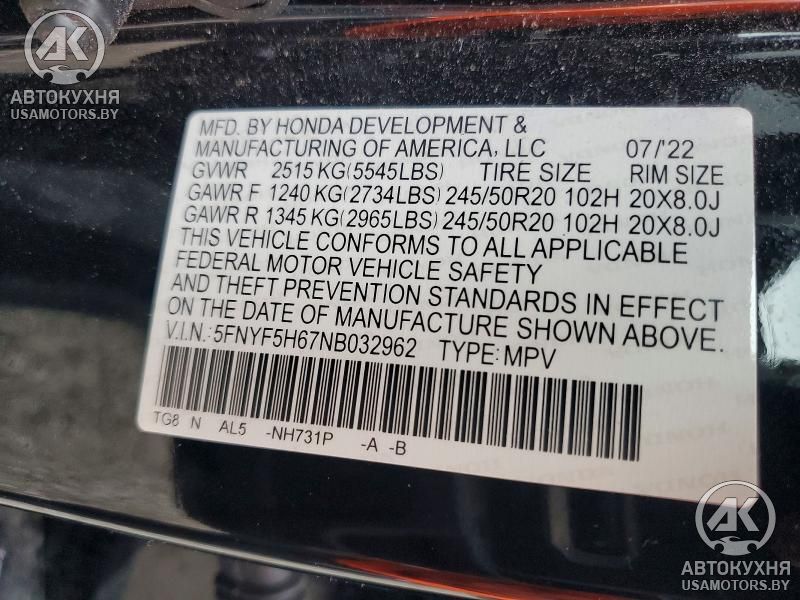 АВТОКУХНЯ
USAMOTORS.BY
MFD. BY HONDA DEVELOPMENT &
MANUFACTURING OF AMERICA, LLC 07/'22
GVWR 2515 KG (5545LBS) TIRE SIZE RIM SIZE
GAWR F 1240 KG (2734LBS) 245/50R20 102H 20X8.0J
GAWR R 1345 KG (2965LBS) 245/50R20 102H 20X8.0J
THIS VEHICLE CONFORMS TO ALL APPLICABLE
FEDERAL MOTOR VEHICLE SAFETY
AND THEFT PREVENTION STANDARDS IN EFFECT
ON THE DATE OF MANUFACTURE SHOWN ABOVE.
V.I.N.: 5FNYF5H67NB032962 TYPE: MPV
TG8 N AL5 -NH731P -A -B
АК
АВТОКУХНЯ
USAMOTORS.BY